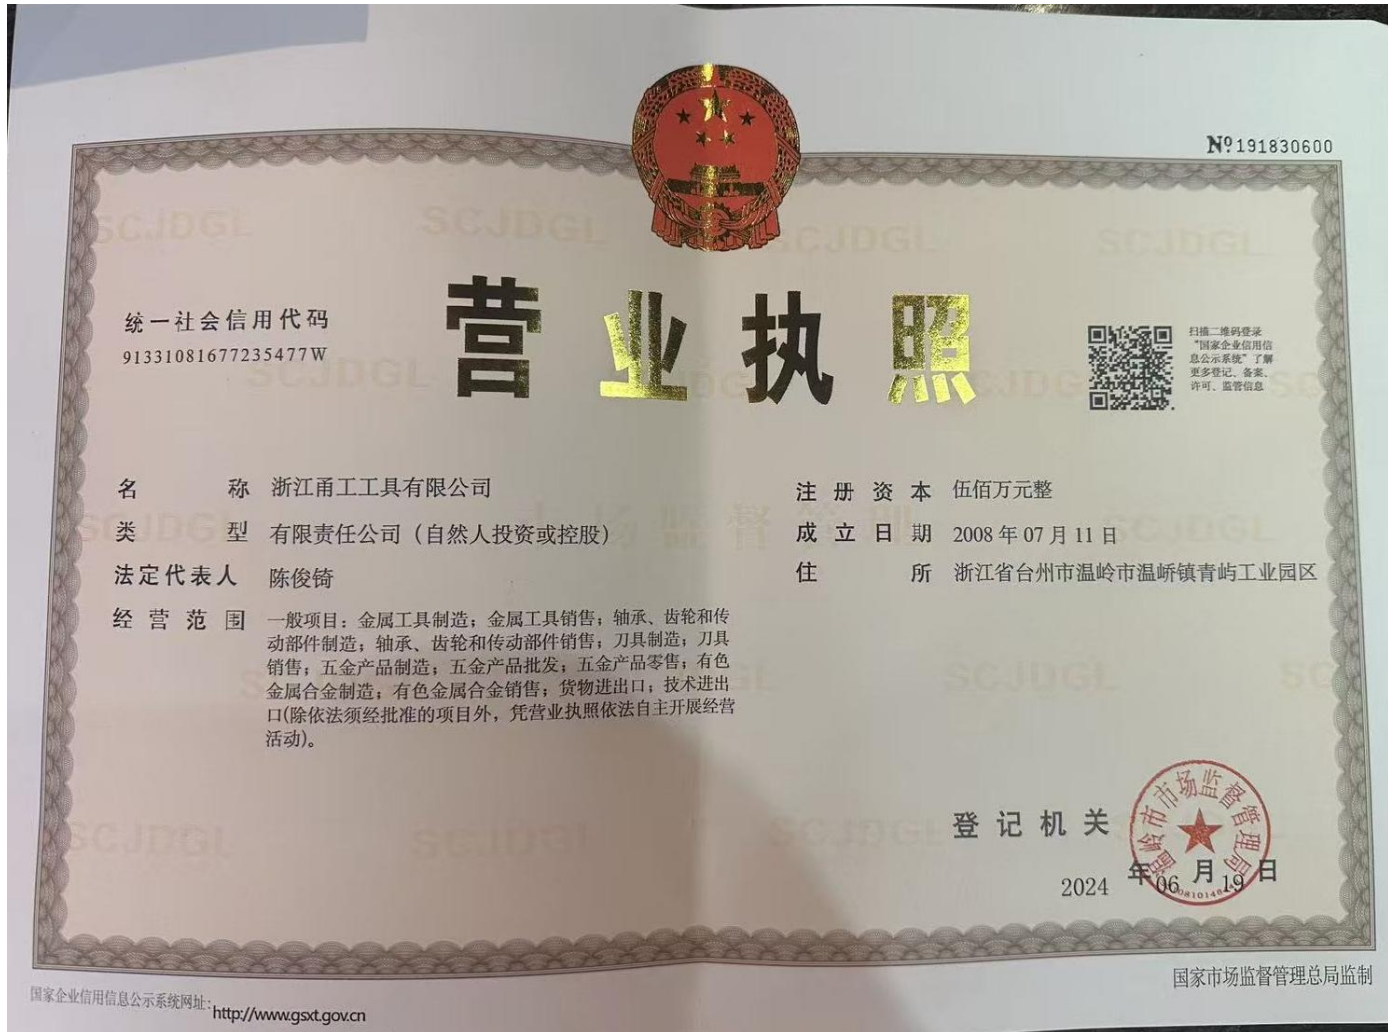 №191830600
营业执照
统一社会信用代码
91331081677235477W
扫描二维码登录
“国家企业信用信
息公示系统”了解
更多登记、备案、
许可、监管信息
名称 浙江甬工工具有限公司
类型 有限责任公司（自然人投资或控股）
法定代表人 陈俊锜
经营范围 一般项目：金属工具制造；金属工具销售；轴承、齿轮和传
动部件制造；轴承、齿轮和传动部件销售；刀具制造；刀具
销售；五金产品制造；五金产品批发；五金产品零售；有色
金属合金制造；有色金属合金销售；货物进出口；技术进出
口(除依法须经批准的项目外，凭营业执照依法自主开展经营
活动)。
注册资本 伍佰万元整
成立日期 2008年07月11日
住所 浙江省台州市温岭市温峤镇青屿工业园区
登记机关
温岭市市场监督管理局
2024年06月19日
国家企业信用信息公示系统网址：http://www.gsxt.gov.cn
国家市场监督管理总局监制
SCJDGL